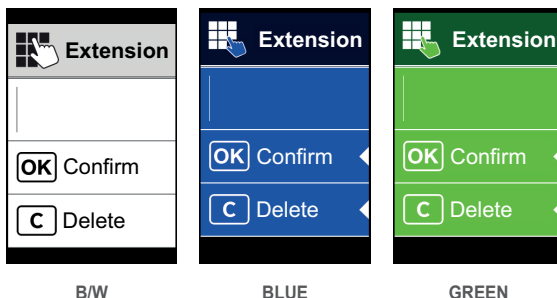 Extension
OK Confirm
C Delete
B/W
Extension
OK Confirm
C Delete
BLUE
Extension
OK Confirm
C Delete
GREEN